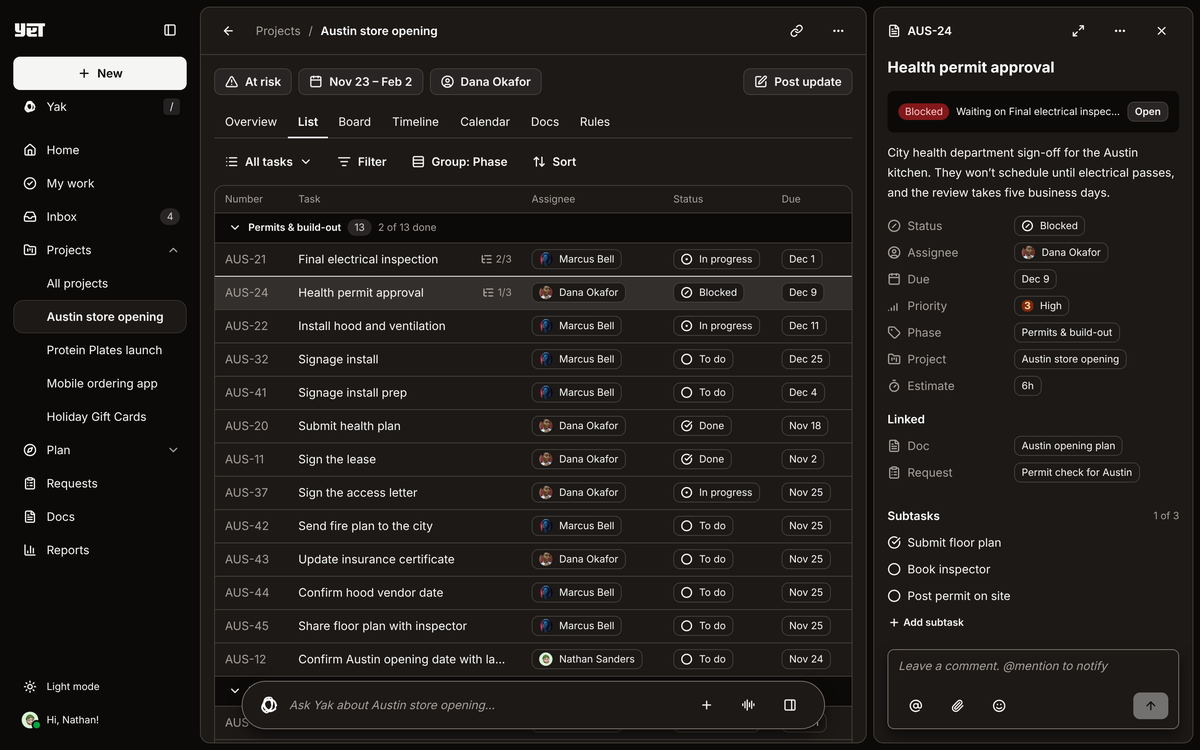 YET
New
Yak /
Home
My work
Inbox 4
Projects
All projects
Austin store opening
Protein Plates launch
Mobile ordering app
Holiday Gift Cards
Plan
Requests
Docs
Reports
Light mode
Hi, Nathan!
Projects / Austin store opening
At risk Nov 23 – Feb 2 Dana Okafor Post update
Overview List Board Timeline Calendar Docs Rules
All tasks Filter Group: Phase Sort
Number Task Assignee Status Due
Permits & build-out 13 2 of 13 done
AUS-21 Final electrical inspection 2/3 Marcus Bell In progress Dec 1
AUS-24 Health permit approval 1/3 Dana Okafor Blocked Dec 9
AUS-22 Install hood and ventilation Marcus Bell In progress Dec 11
AUS-32 Signage install Marcus Bell To do Dec 25
AUS-41 Signage install prep Marcus Bell To do Dec 4
AUS-20 Submit health plan Dana Okafor Done Nov 18
AUS-11 Sign the lease Dana Okafor Done Nov 2
AUS-37 Sign the access letter Dana Okafor In progress Nov 25
AUS-42 Send fire plan to the city Marcus Bell To do Nov 25
AUS-43 Update insurance certificate Dana Okafor To do Nov 25
AUS-44 Confirm hood vendor date Marcus Bell To do Nov 25
AUS-45 Share floor plan with inspector Marcus Bell To do Nov 25
AUS-12 Confirm Austin opening date with la... Nathan Sanders To do Nov 24
Ask Yak about Austin store opening...
AUS
AUS-24
Health permit approval
Blocked Waiting on Final electrical inspec... Open
City health department sign-off for the Austin
kitchen. They won’t schedule until electrical passes,
and the review takes five business days.
Status Blocked
Assignee Dana Okafor
Due Dec 9
Priority 3 High
Phase Permits & build-out
Project Austin store opening
Estimate 6h
Linked
Doc Austin opening plan
Request Permit check for Austin
Subtasks 1 of 3
Submit floor plan
Book inspector
Post permit on site
Add subtask
Leave a comment. @mention to notify